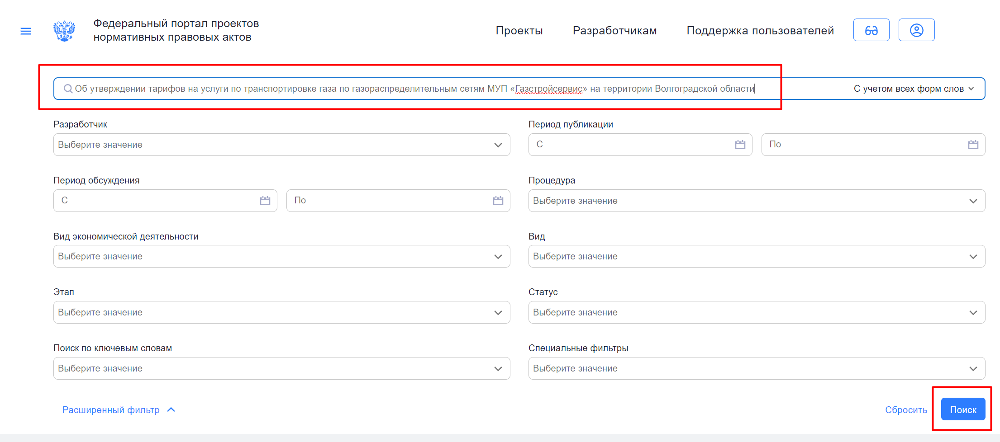 Федеральный портал проектов
нормативных правовых актов
Проекты
Разработчикам
Поддержка пользователей
Об утверждении тарифов на услуги по транспортировке газа по газораспределительным сетям МУП «Газстройсервис» на территории Волгоградской области
С учетом всех форм слов
Разработчик
Период публикации
Выберите значение
С
По
Период обсуждения
Процедура
С
По
Выберите значение
Вид экономической деятельности
Вид
Выберите значение
Выберите значение
Этап
Статус
Выберите значение
Выберите значение
Поиск по ключевым словам
Специальные фильтры
Выберите значение
Выберите значение
Расширенный фильтр
Сбросить
Поиск